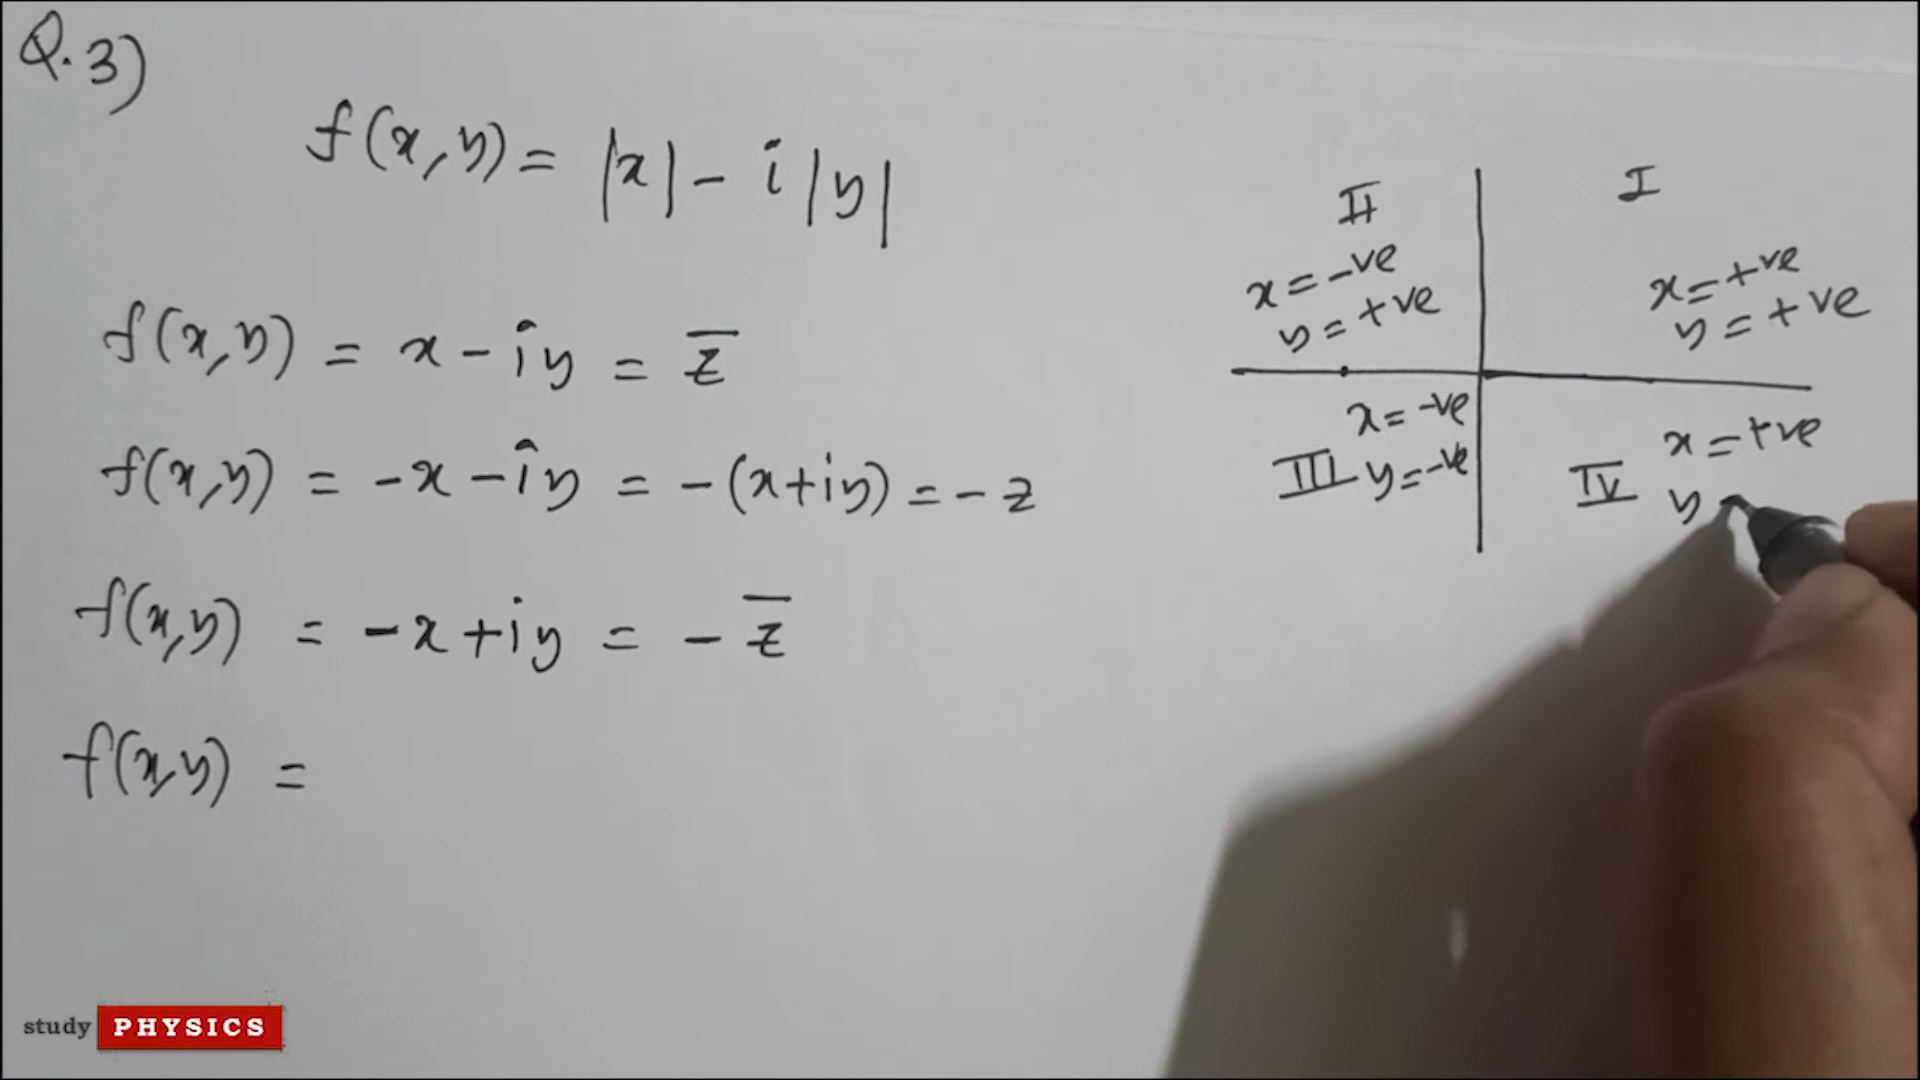 Q.3)
f(x,y) = |x| - i|y|
f(x,y) = x - iy = z̅
f(x,y) = -x - iy = -(x+iy) = -z
f(x,y) = -x + iy = - z̅
f(x,y) =
II
x = -ve
y = +ve
I
x = +ve
y = +ve
III
x = -ve
y = -ve
IV
x = +ve
y
study PHYSICS